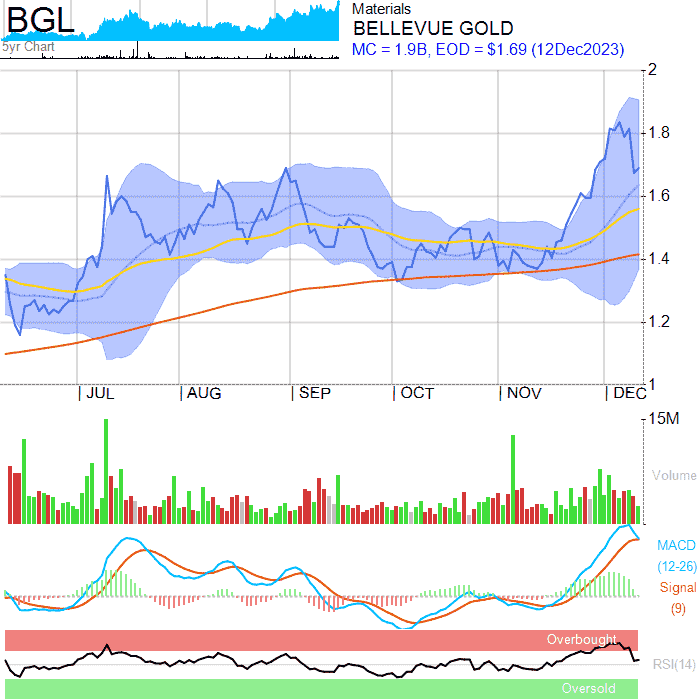 BGL
5yr Chart
Materials
BELLEVUE GOLD
MC = 1.9B, EOD = $1.69 (12Dec2023)
2
1.8
1.6
1.4
1.2
1
| JUL | AUG | SEP | OCT | NOV | DEC
15M
Volume
MACD
(12-26)
Signal
(9)
Overbought
RSI(14)
Oversold